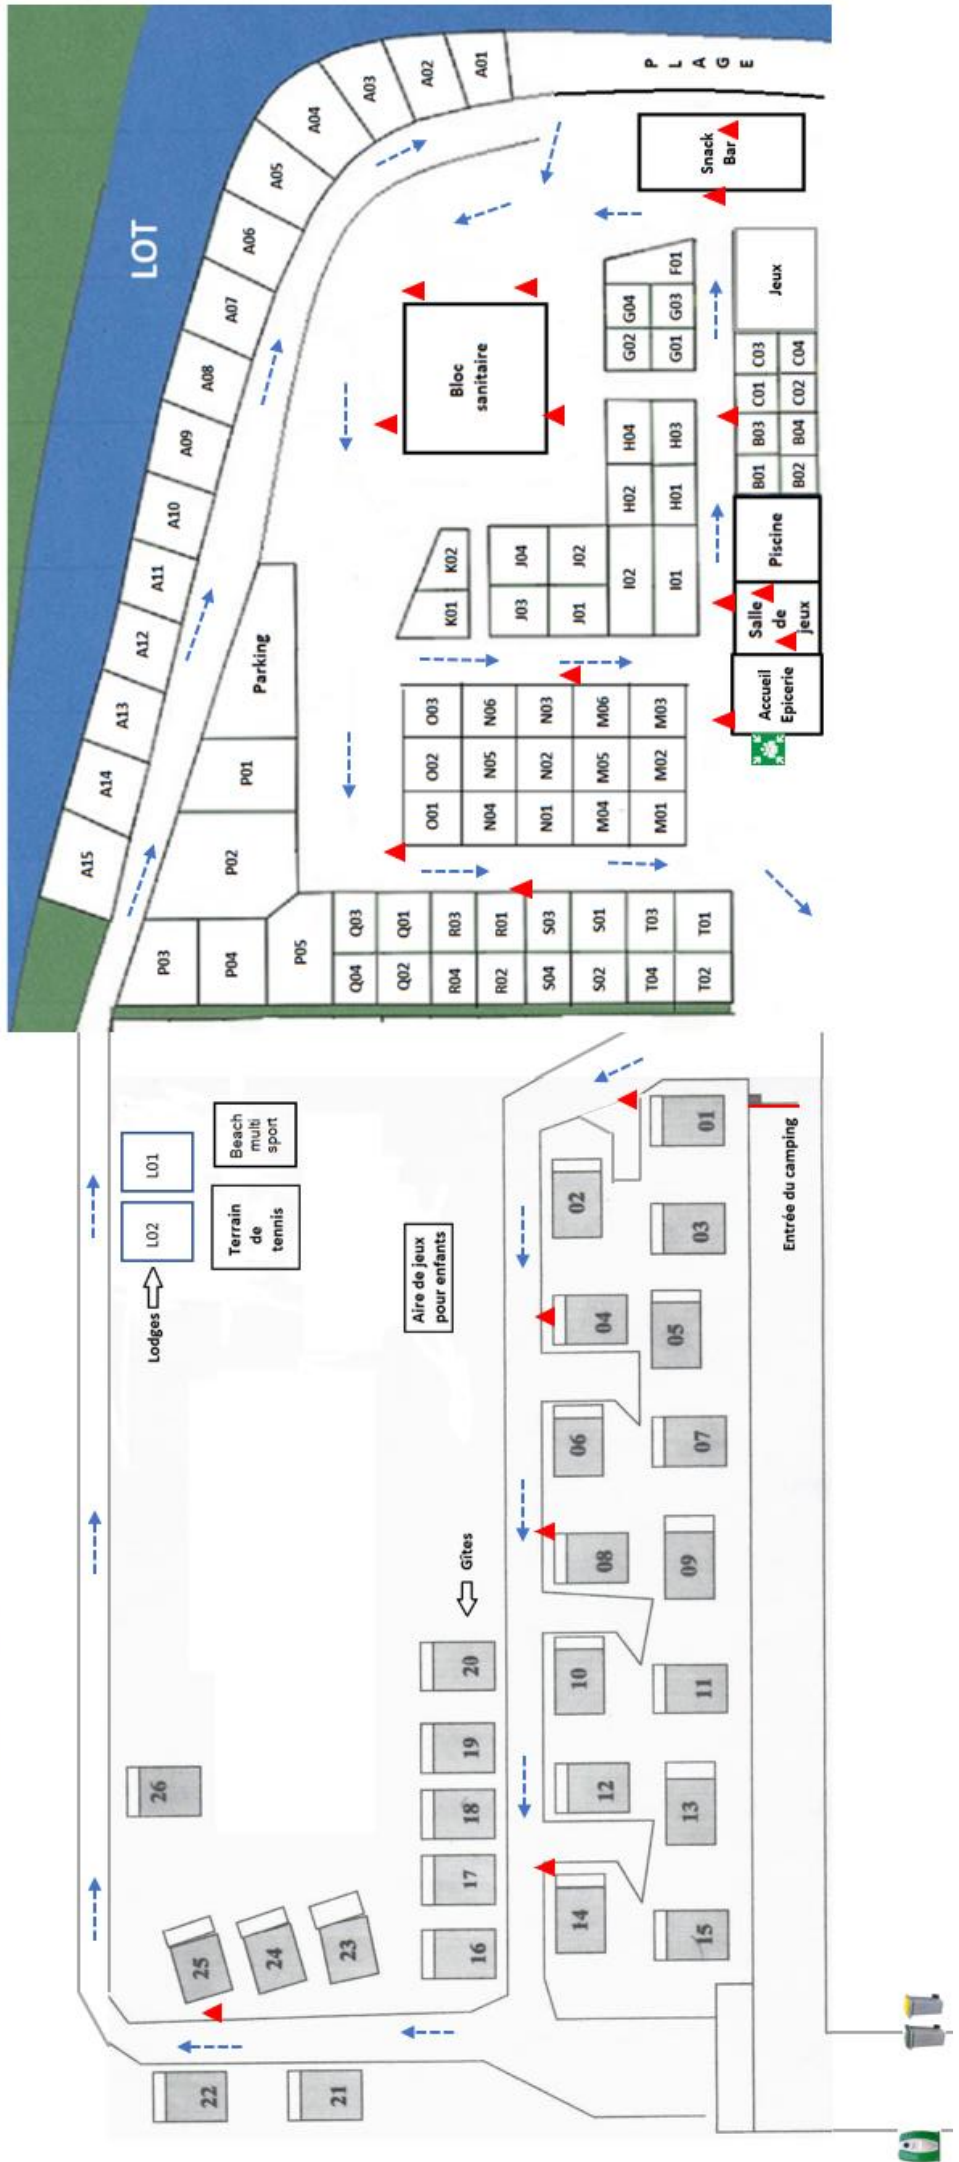 LOT
P L A G E
A01
A02
A03
A04
A05
A06
A07
A08
A09
A10
A11
A12
A13
A14
A15
Snack
Bar
Bloc
sanitaire
G02
G04
F01
G01
G03
Jeux
H02
H04
H01
H03
B01
B03
C01
C03
B02
B04
C02
C04
K01
K02
J03
J04
J01
J02
I02
I01
Piscine
Salle
de
jeux
Accueil
Epicerie
Parking
P01
P02
P03
P04
P05
O01
O02
O03
N04
N05
N06
N01
N02
N03
M04
M05
M06
M01
M02
M03
Q04
Q03
Q02
Q01
R04
R03
R02
R01
S04
S03
S02
S01
T04
T03
T02
T01
L02
L01
Lodges
Beach
multi
sport
Terrain
de
tennis
Aire de jeux
pour enfants
Entrée du camping
01
02
03
04
05
06
07
08
09
10
11
12
13
14
15
Gîtes
20
19
18
17
16
26
25
24
23
22
21